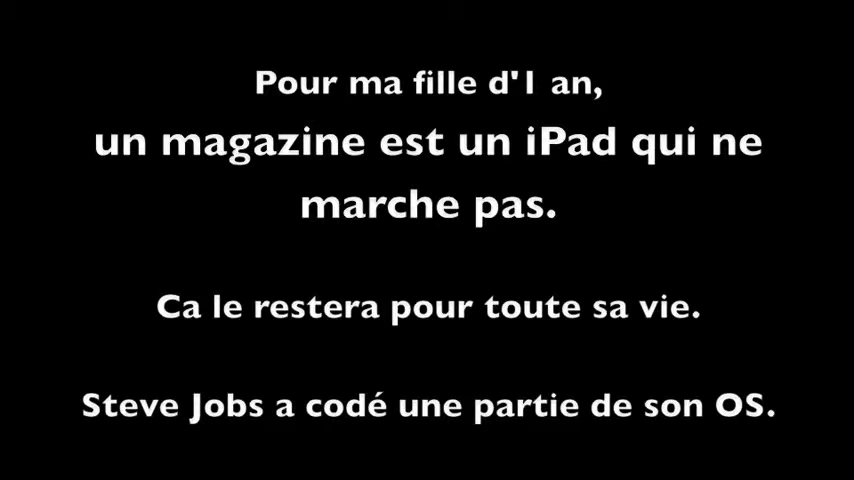 Pour ma fille d'1 an,
un magazine est un iPad qui ne
marche pas.
Ca le restera pour toute sa vie.
Steve Jobs a codé une partie de son OS.